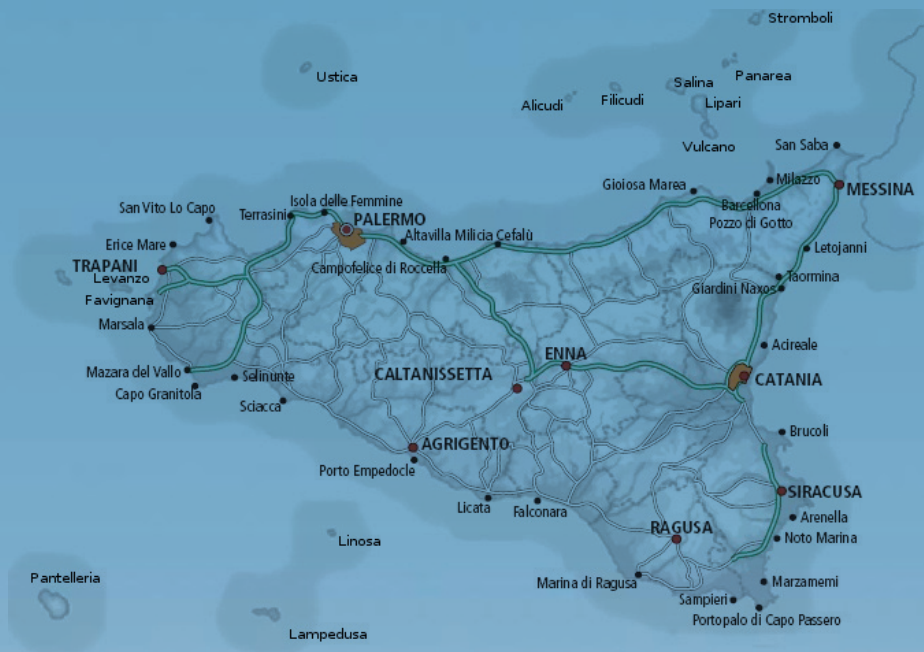 Stromboli
Ustica
Panarea
Salina
Alicudi
Filicudi
Lipari
Vulcano
San Saba
Milazzo
MESSINA
Gioiosa Marea
Barcellona
Pozzo di Gotto
Isola delle Femmine
San Vito Lo Capo
Terrasini
PALERMO
Altavilla Milicia
Cefalù
Letojanni
Erice Mare
TRAPANI
Campofelice di Roccella
Levanzo
Taormina
Giardini Naxos
Favignana
Marsala
Acireale
ENNA
Mazara del Vallo
Selinunte
CALTANISSETTA
CATANIA
Capo Granitola
Sciacca
Brucoli
AGRIGENTO
Porto Empedocle
SIRACUSA
Licata
Falconara
Arenella
RAGUSA
Noto Marina
Linosa
Pantelleria
Marina di Ragusa
Marzamemi
Sampieri
Portopalo di Capo Passero
Lampedusa